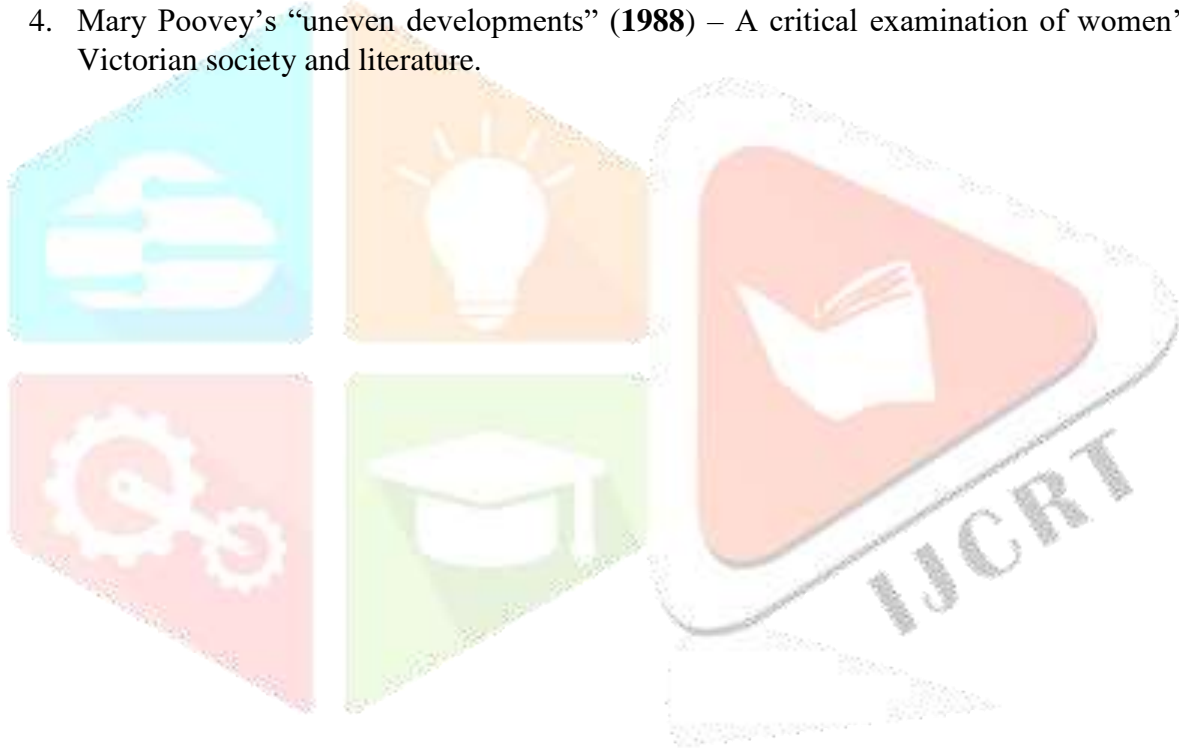 4. Mary Poovey’s “uneven developments” (1988) – A critical examination of women’
Victorian society and literature.
IJCRT